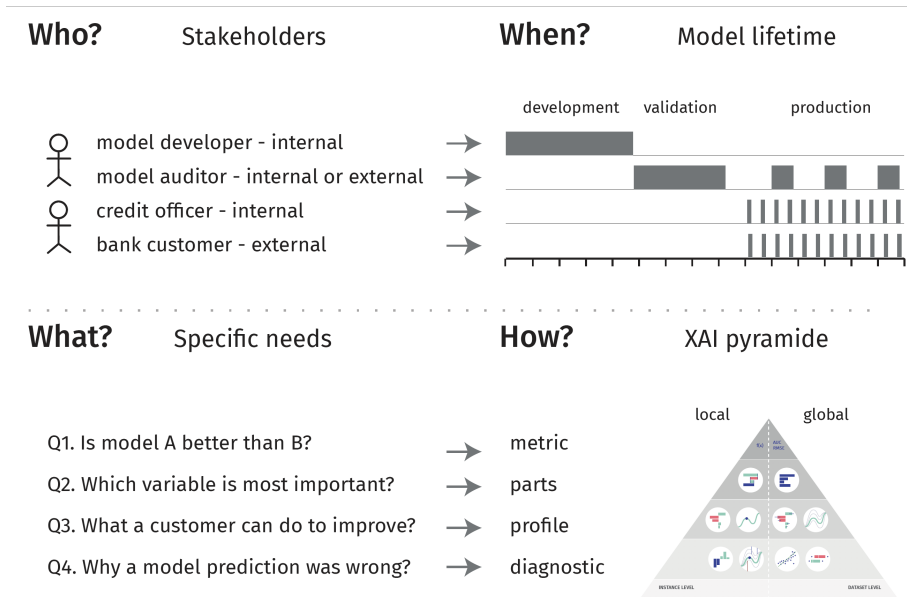 Who? Stakeholders
When? Model lifetime
development validation production
model developer - internal
model auditor - internal or external
credit officer - internal
bank customer - external
What? Specific needs
How? XAI pyramide
local global
Q1. Is model A better than B? metric
Q2. Which variable is most important? parts
Q3. What a customer can do to improve? profile
Q4. Why a model prediction was wrong? diagnostic
f(x) AUC
RMSE
INSTANCE LEVEL DATASET LEVEL